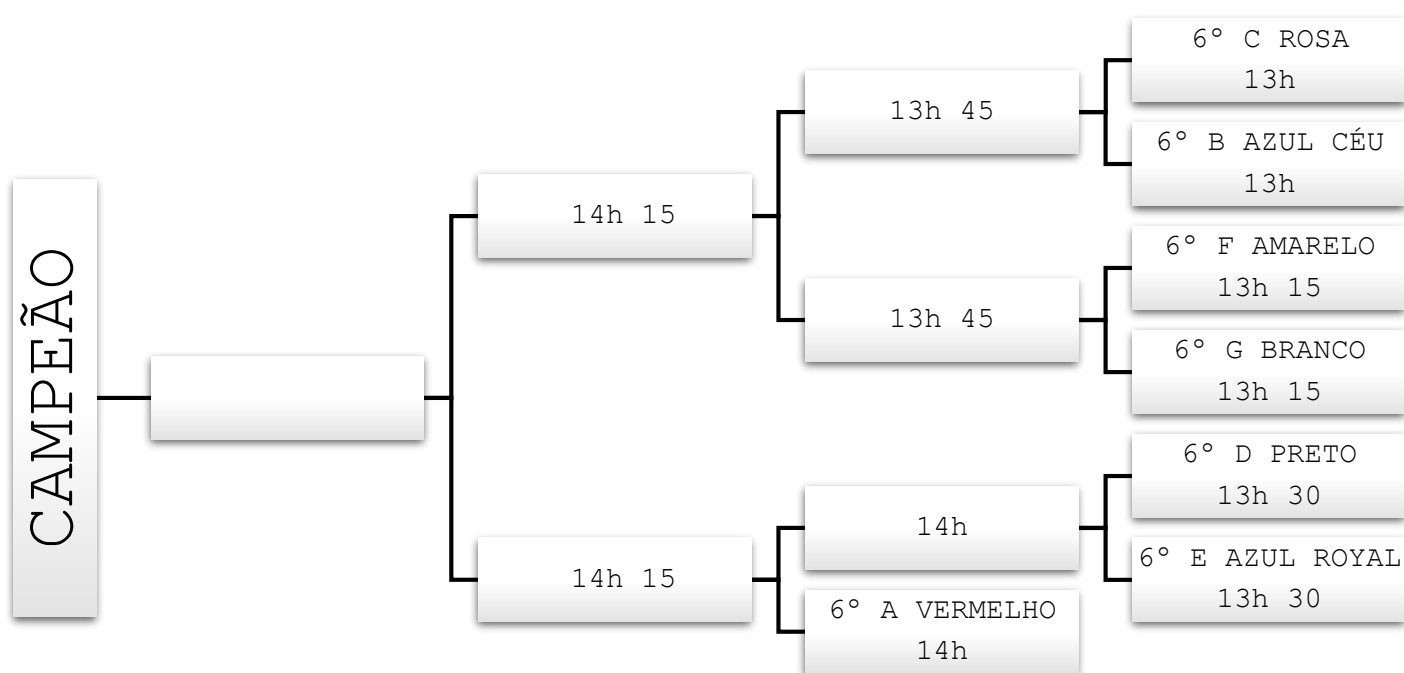 CAMPEÃO
14h 15
14h 15
13h 45
13h 45
14h
6° A VERMELHO
14h
6° C ROSA
13h
6° B AZUL CÉU
13h
6° F AMARELO
13h 15
6° G BRANCO
13h 15
6° D PRETO
13h 30
6° E AZUL ROYAL
13h 30